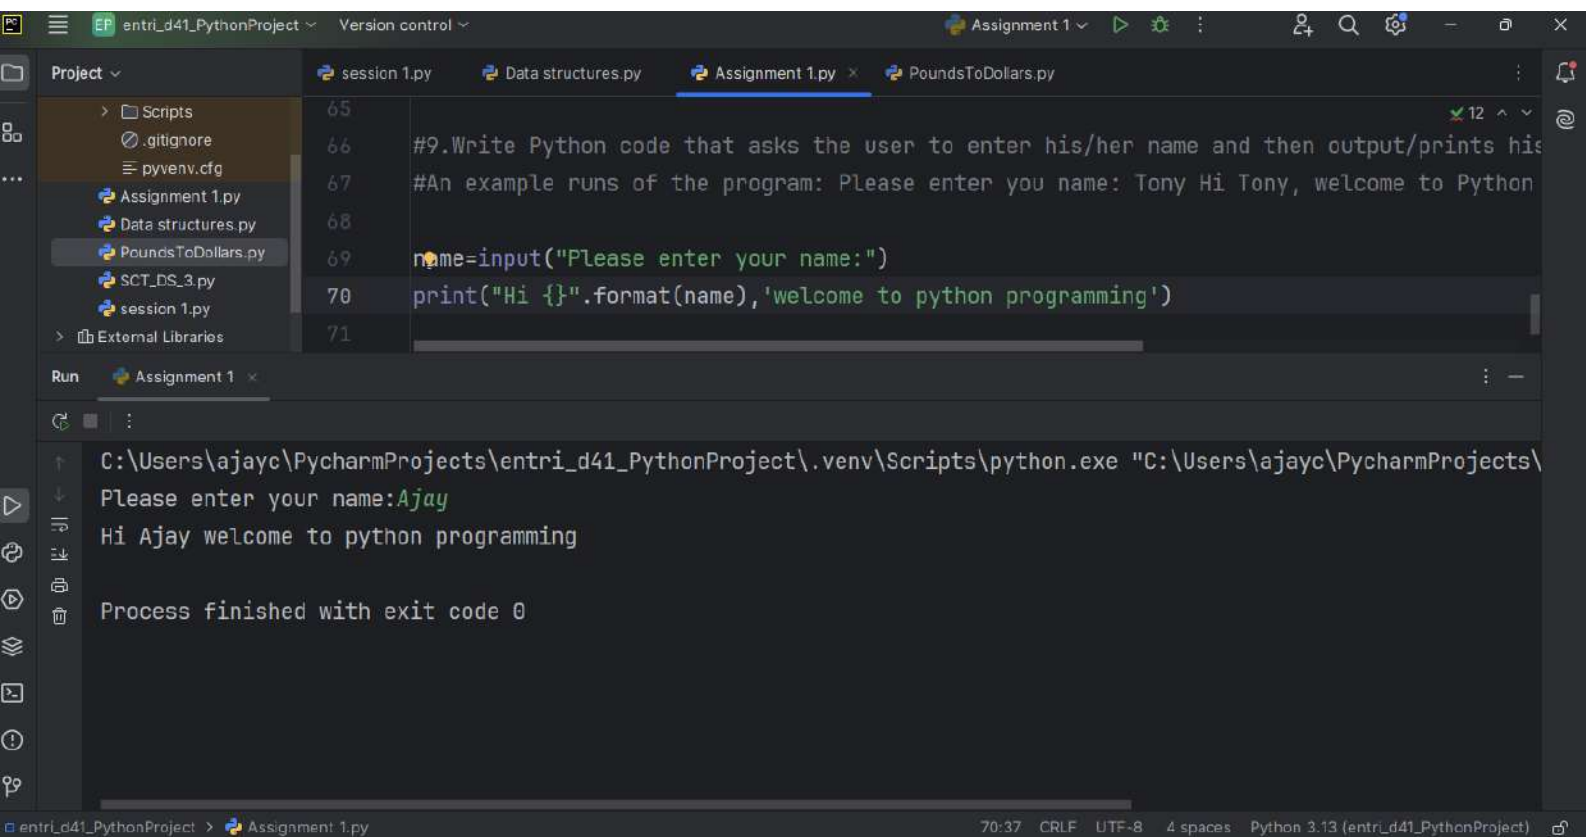 PC EP entri_d41_PythonProject Version control Assignment 1
Project session 1.py Data structures.py Assignment 1.py PoundsToDollars.py
Scripts
.gitignore
pyvenv.cfg
Assignment 1.py
Data structures.py
PoundsToDollars.py
SCT_DS_3.py
session 1.py
External Libraries
65
12
66 #9.Write Python code that asks the user to enter his/her name and then output/prints his
67 #An example runs of the program: Please enter you name: Tony Hi Tony, welcome to Python
68
69 name=input("Please enter your name:")
70 print("Hi {}".format(name),'welcome to python programming')
71
Run Assignment 1
C:\Users\ajayc\PycharmProjects\entri_d41_PythonProject\.venv\Scripts\python.exe "C:\Users\ajayc\PycharmProjects\
Please enter your name:Ajay
Hi Ajay welcome to python programming
Process finished with exit code 0
entri_d41_PythonProject > Assignment 1.py 70:37 CRLF UTF-8 4 spaces Python 3.13 (entri_d41_PythonProject)